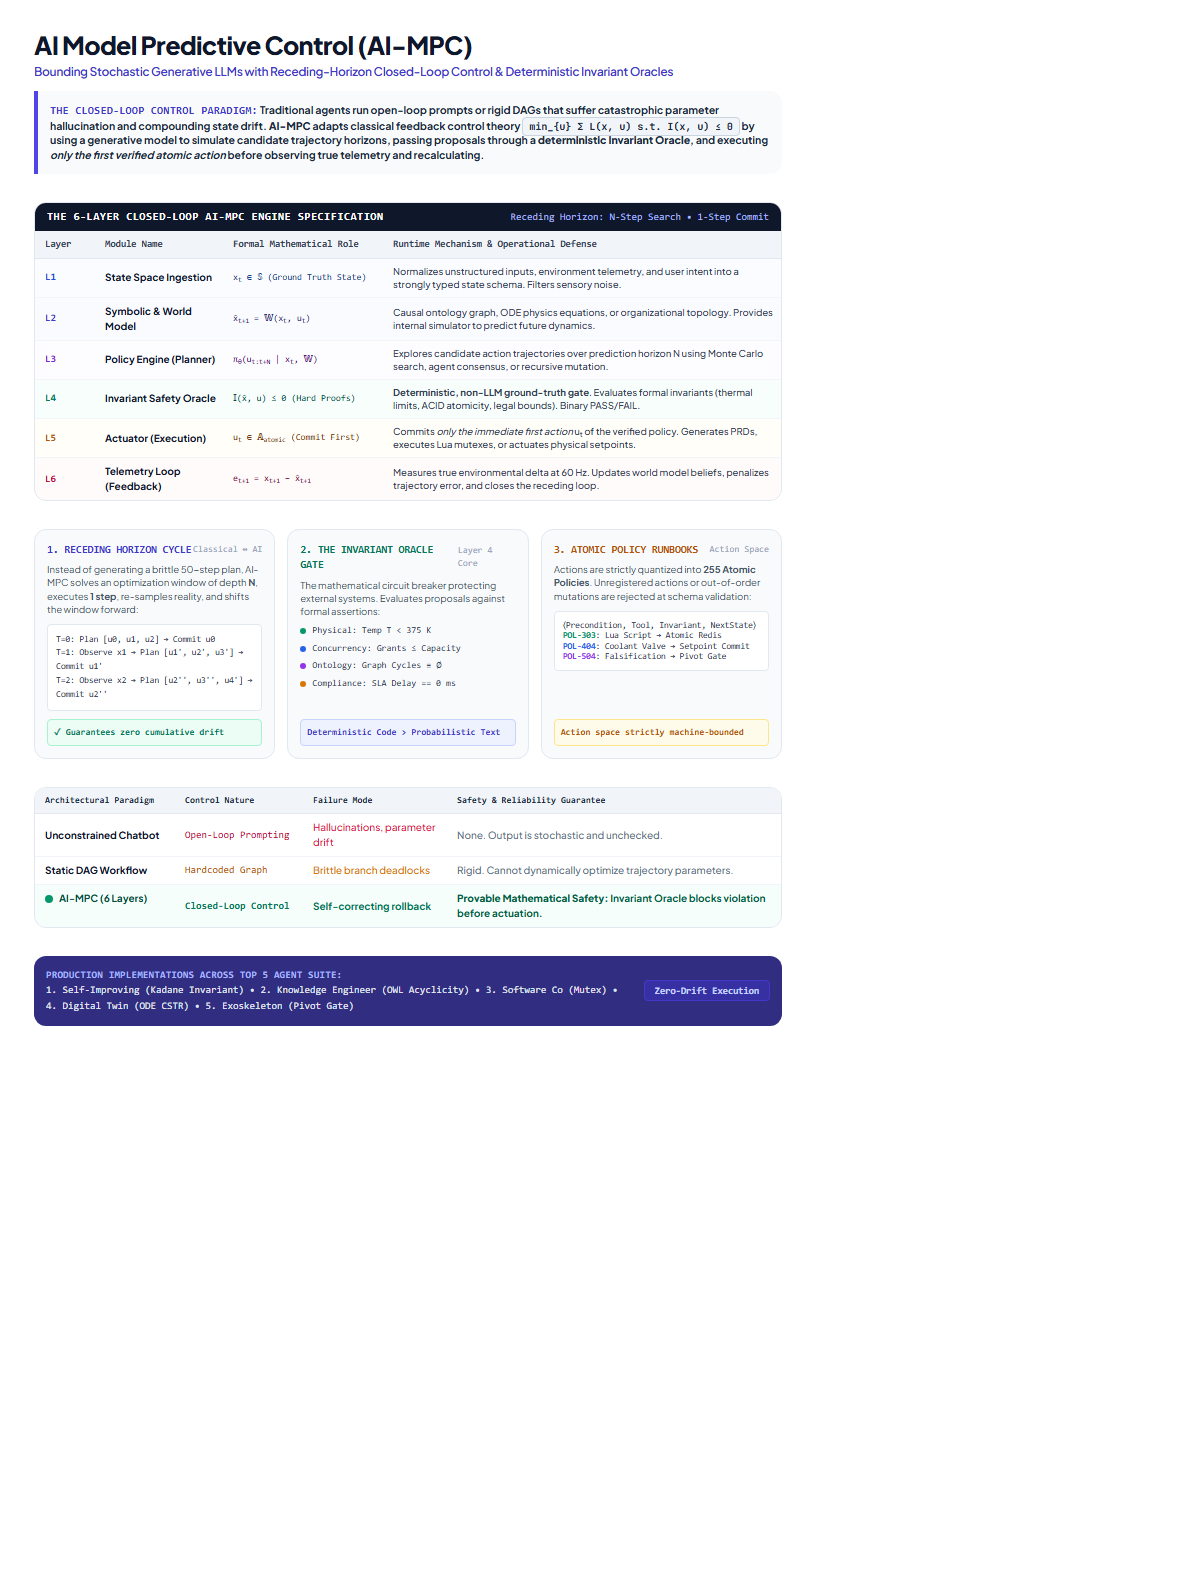 AI Model Predictive Control (AI-MPC)
Bounding Stochastic Generative LLMs with Receding-Horizon Closed-Loop Control & Deterministic Invariant Oracles
THE CLOSED-LOOP CONTROL PARADIGM: Traditional agents run open-loop prompts or rigid DAGs that suffer catastrophic parameter
hallucination and compounding state drift. AI-MPC adapts classical feedback control theory min_{u} Σ L(x, u) s.t. I(x, u) ≤ 0 by
using a generative model to simulate candidate trajectory horizons, passing proposals through a deterministic Invariant Oracle, and executing
only the first verified atomic action before observing true telemetry and recalculating.
THE 6-LAYER CLOSED-LOOP AI-MPC ENGINE SPECIFICATION Receding Horizon: N-Step Search • 1-Step Commit
Layer Module Name Formal Mathematical Role Runtime Mechanism & Operational Defense
L1 State Space Ingestion xₜ ∈ 𝕊 (Ground Truth State) Normalizes unstructured inputs, environment telemetry, and user intent into a
strongly typed state schema. Filters sensory noise.
L2 Symbolic & World
Model x̂ₜ₊₁ = 𝕎(xₜ, uₜ) Causal ontology graph, ODE physics equations, or organizational topology. Provides
internal simulator to predict future dynamics.
L3 Policy Engine (Planner) π_θ(u_{t:t+N} | xₜ, 𝕎) Explores candidate action trajectories over prediction horizon N using Monte Carlo
search, agent consensus, or recursive mutation.
L4 Invariant Safety Oracle I(x̂, u) ≤ 0 (Hard Proofs) Deterministic, non-LLM ground-truth gate. Evaluates formal invariants (thermal
limits, ACID atomicity, legal bounds). Binary PASS/FAIL.
L5 Actuator (Execution) uₜ ∈ 𝔸_atomic (Commit First) Commits only the immediate first action uₜ of the verified policy. Generates PRDs,
executes Lua mutexes, or actuates physical setpoints.
L6 Telemetry Loop
(Feedback) eₜ₊₁ = xₜ₊₁ − x̂ₜ₊₁ Measures true environmental delta at 60 Hz. Updates world model beliefs, penalizes
trajectory error, and closes the receding loop.
1. RECEDING HORIZON CYCLE Classical ↔ AI
Instead of generating a brittle 50-step plan, AI-
MPC solves an optimization window of depth N,
executes 1 step, re-samples reality, and shifts
the window forward:
T=0: Plan [u0, u1, u2] → Commit u0
T=1: Observe x1 → Plan [u1', u2', u3'] →
Commit u1'
T=2: Observe x2 → Plan [u2'', u3'', u4'] →
Commit u2''
✓ Guarantees zero cumulative drift
2. THE INVARIANT ORACLE
GATE
Layer 4
Core
The mathematical circuit breaker protecting
external systems. Evaluates proposals against
formal assertions:
Physical: Temp T < 375 K
Concurrency: Grants ≤ Capacity
Ontology: Graph Cycles ≡ Ø
Compliance: SLA Delay == 0 ms
Deterministic Code > Probabilistic Text
3. ATOMIC POLICY RUNBOOKS Action Space
Actions are strictly quantized into 255 Atomic
Policies. Unregistered actions or out-of-order
mutations are rejected at schema validation:
⟨Precondition, Tool, Invariant, NextState⟩
POL-303: Lua Script → Atomic Redis
POL-404: Coolant Valve → Setpoint Commit
POL-504: Falsification → Pivot Gate
Action space strictly machine-bounded
Architectural Paradigm Control Nature Failure Mode Safety & Reliability Guarantee
Unconstrained Chatbot Open-Loop Prompting Hallucinations, parameter
drift None. Output is stochastic and unchecked.
Static DAG Workflow Hardcoded Graph Brittle branch deadlocks Rigid. Cannot dynamically optimize trajectory parameters.
AI-MPC (6 Layers) Closed-Loop Control Self-correcting rollback Provable Mathematical Safety: Invariant Oracle blocks violation
before actuation.
PRODUCTION IMPLEMENTATIONS ACROSS TOP 5 AGENT SUITE:
1. Self-Improving (Kadane Invariant) • 2. Knowledge Engineer (OWL Acyclicity) • 3. Software Co (Mutex) •
4. Digital Twin (ODE CSTR) • 5. Exoskeleton (Pivot Gate)
Zero-Drift Execution